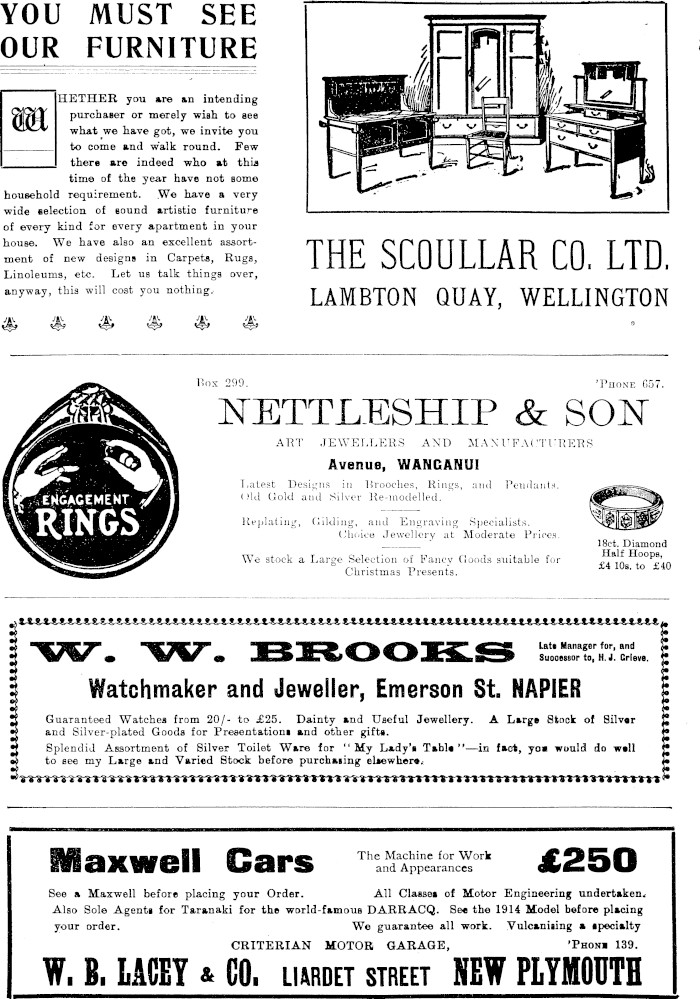 YOU MUST SEE
OUR FURNITURE
WHETHER you are an intending
purchaser or merely wish to see
what we have got, we invite you
to come and walk round. Few
there are indeed who at this
time of the year have not some
household requirement. We have a very
wide selection of sound artistic furniture
of every kind for every apartment in your
house. We have also an excellent assort-
ment of new designs in Carpets, Rugs,
Linoleums, etc. Let us talk things over,
anyway, this will cost you nothing.
THE SCOULLAR CO. LTD.
LAMBTON QUAY, WELLINGTON
Box 299.
'PHONE 657.
NETTLESHIP & SON
ART JEWELLERS AND MANUFACTURERS
Avenue, WANGANUI
Latest Designs in Brooches, Rings, and Pendants.
Old Gold and Silver Re-modelled.
Replating, Gilding, and Engraving Specialists.
Choice Jewellery at Moderate Prices.
We stock a Large Selection of Fancy Goods suitable for
Christmas Presents.
ENGAGEMENT
RINGS
18ct. Diamond
Half Hoops,
£4 10s. to £40
W. W. BROOKS
Late Manager for, and
Successor to, H. J. Grieve.
Watchmaker and Jeweller, Emerson St. NAPIER
Guaranteed Watches from 20/- to £25. Dainty and Useful Jewellery. A Large Stock of Silver
and Silver-plated Goods for Presentations and other gifts.
Splendid Assortment of Silver Toilet Ware for "My Lady's Table"—in fact, you would do well
to see my Large and Varied Stock before purchasing elsewhere.
Maxwell Cars
The Machine for Work
and Appearances
£250
See a Maxwell before placing your Order. All Classes of Motor Engineering undertaken.
Also Sole Agents for Taranaki for the world-famous DARRACQ. See the 1914 Model before placing
your order. We guarantee all work. Vulcanising a specialty
CRITERIAN MOTOR GARAGE, 'PHONE 139.
W. B. LACEY & CO. LIARDET STREET NEW PLYMOUTH